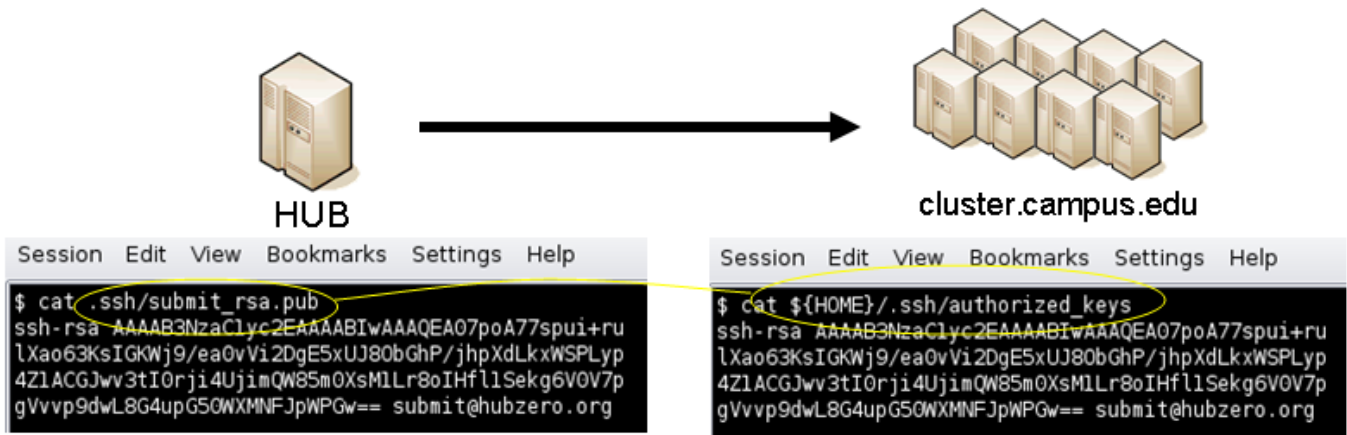 HUB
cluster.campus.edu
Session Edit View Bookmarks Settings Help
$ cat .ssh/submit_rsa.pub
ssh-rsa AAAAB3NzaC1yc2EAAAABIwAAAQEA07poA77spui+ru
lXao63KsIGKWj9/ea0vVi2DgE5xUJ80bGhP/jhpXdLkxWSPLyp
4Z1ACGJwv3tI0rji4UjimQW85m0XsM1Lr8oIHfl1Sekg6V0V7p
gVvvp9dwL8G4upG50WXMNFJpWPGw== submit@hubzero.org
Session Edit View Bookmarks Settings Help
$ cat ${HOME}/.ssh/authorized_keys
ssh-rsa AAAAB3NzaC1yc2EAAAABIwAAAQEA07poA77spui+ru
lXao63KsIGKWj9/ea0vVi2DgE5xUJ80bGhP/jhpXdLkxWSPLyp
4Z1ACGJwv3tI0rji4UjimQW85m0XsM1Lr8oIHfl1Sekg6V0V7p
gVvvp9dwL8G4upG50WXMNFJpWPGw== submit@hubzero.org